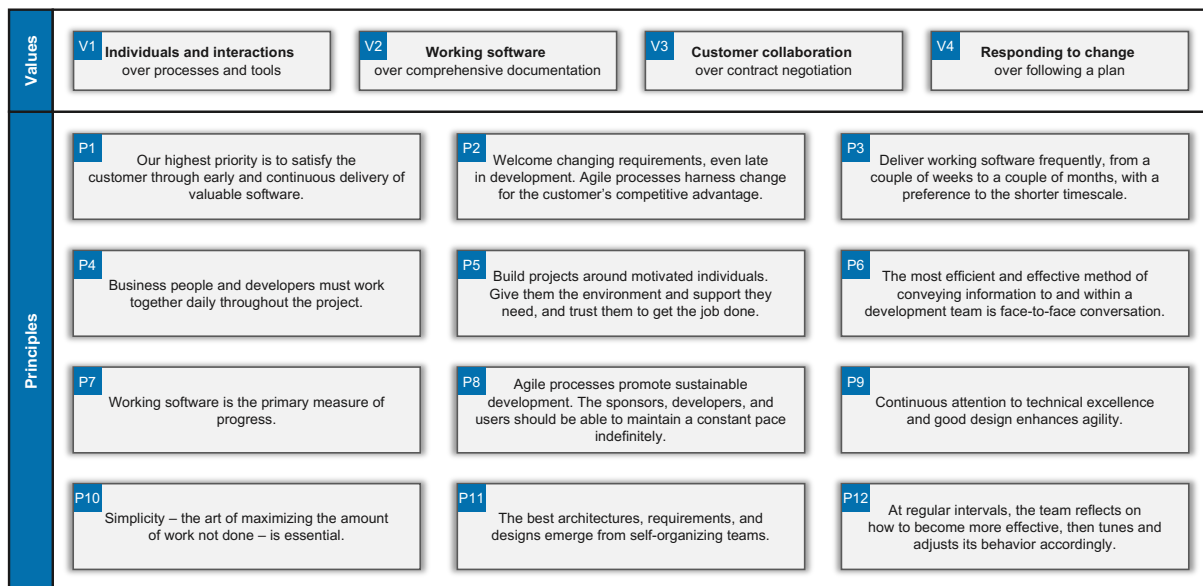 Values
V1
Individuals and interactions
over processes and tools
V2
Working software
over comprehensive documentation
V3
Customer collaboration
over contract negotiation
V4
Responding to change
over following a plan
Principles
P1
Our highest priority is to satisfy the
customer through early and continuous delivery of
valuable software.
P2
Welcome changing requirements, even late
in development. Agile processes harness change
for the customer’s competitive advantage.
P3
Deliver working software frequently, from a
couple of weeks to a couple of months, with a
preference to the shorter timescale.
P4
Business people and developers must work
together daily throughout the project.
P5
Build projects around motivated individuals.
Give them the environment and support they
need, and trust them to get the job done.
P6
The most efficient and effective method of
conveying information to and within a
development team is face-to-face conversation.
P7
Working software is the primary measure of
progress.
P8
Agile processes promote sustainable
development. The sponsors, developers, and
users should be able to maintain a constant pace
indefinitely.
P9
Continuous attention to technical excellence
and good design enhances agility.
P10
Simplicity – the art of maximizing the amount
of work not done – is essential.
P11
The best architectures, requirements, and
designs emerge from self-organizing teams.
P12
At regular intervals, the team reflects on
how to become more effective, then tunes and
adjusts its behavior accordingly.